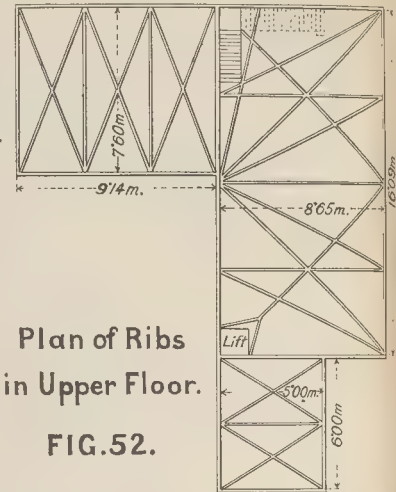 7·60m
9·14m.
8·65m.
16·09m
Lift
5·00m.
6·00m
Plan of Ribs
in Upper Floor.
FIG.52.